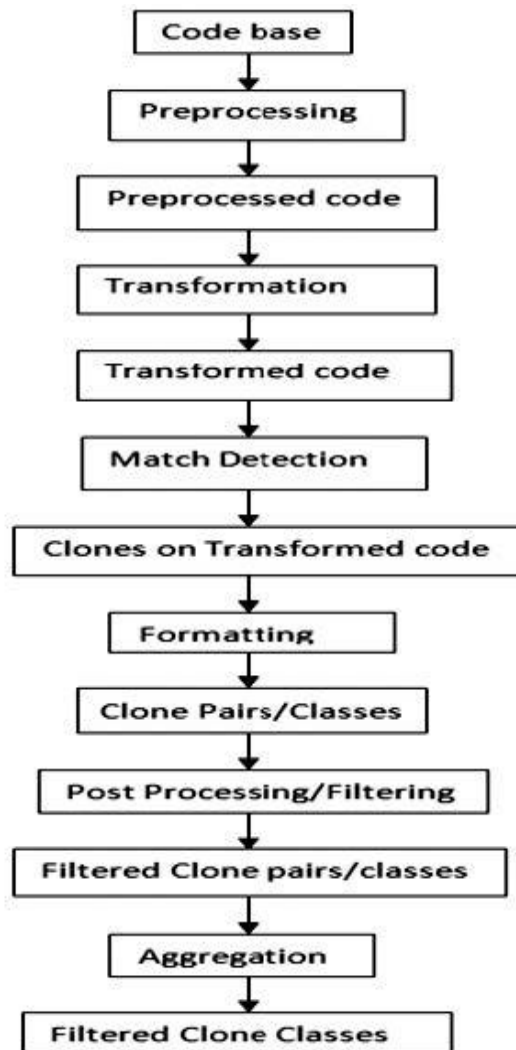 Code base
Preprocessing
Preprocessed code
Transformation
Transformed code
Match Detection
Clones on Transformed code
Formatting
Clone Pairs/Classes
Post Processing/Filtering
Filtered Clone pairs/classes
Aggregation
Filtered Clone Classes